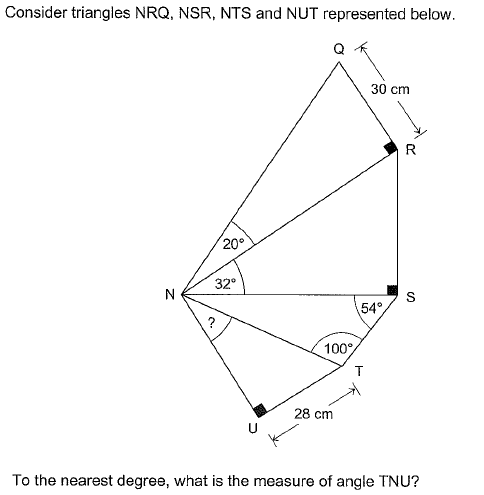 Consider triangles NRQ, NSR, NTS and NUT represented below.
Q
30 cm
R
20°
32°
N
S
54°
?
100°
T
28 cm
U
To the nearest degree, what is the measure of angle TNU?